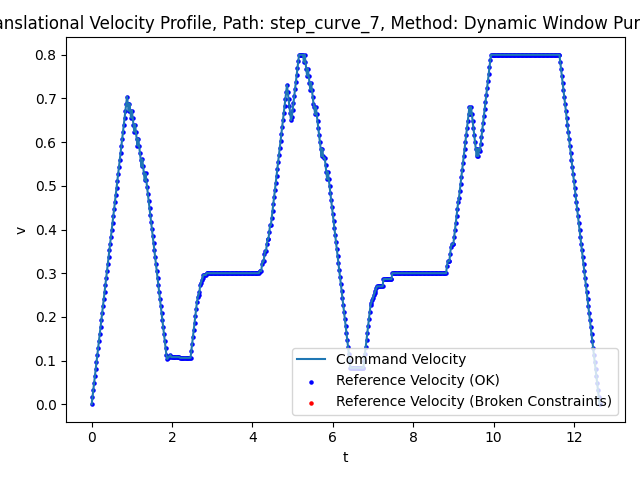 anslational Velocity Profile, Path: step_curve_7, Method: Dynamic Window Pur
0.8
0.7
0.6
0.5
0.4
0.3
0.2
0.1
0.0
v
Command Velocity
Reference Velocity (OK)
Reference Velocity (Broken Constraints)
0 2 4 6 8 10 12
t